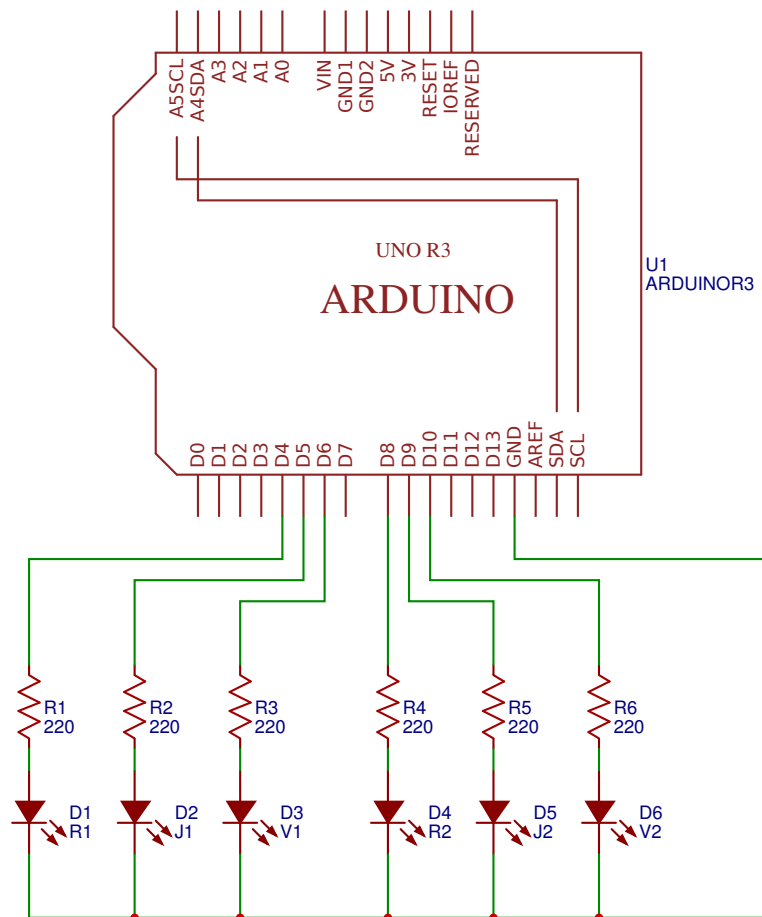 A5SCL
A4SDA
A3
A2
A1
A0
VIN
GND1
GND2
5V
3V
RESET
IOREF
RESERVED
UNO R3
ARDUINO
U1
ARDUINOR3
D0
D1
D2
D3
D4
D5
D6
D7
D8
D9
D10
D11
D12
D13
GND
AREF
SDA
SCL
R1
220
R2
220
R3
220
R4
220
R5
220
R6
220
D1
R1
D2
J1
D3
V1
D4
R2
D5
J2
D6
V2